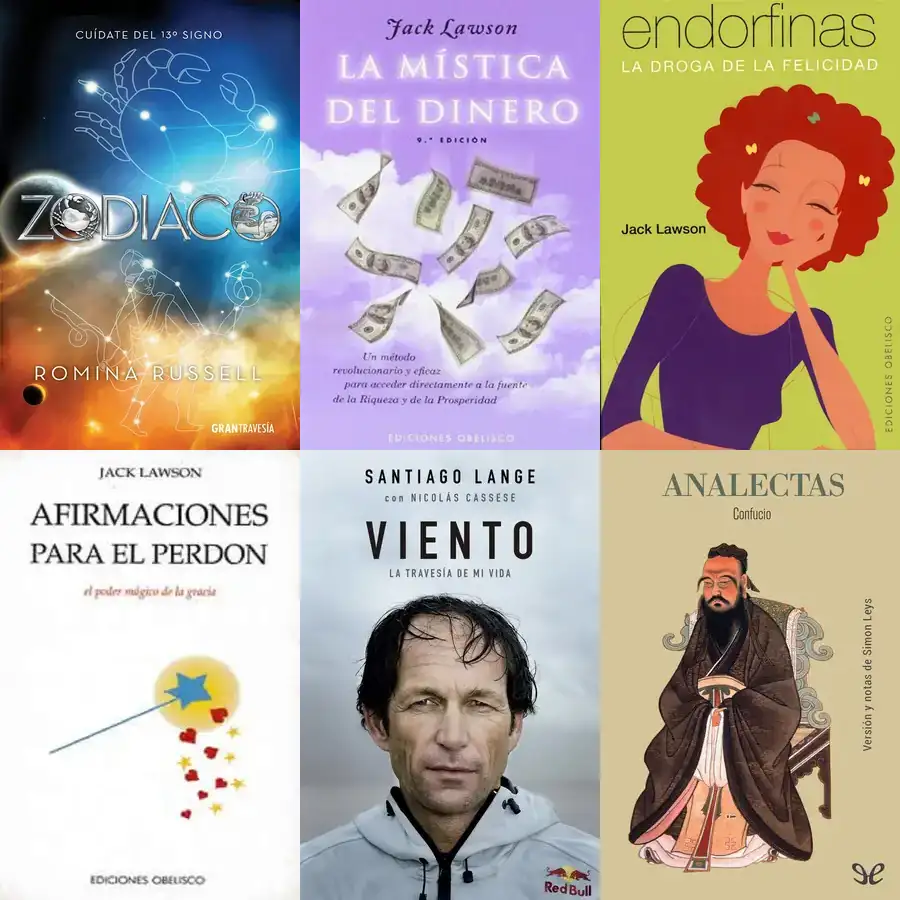 CUÍDATE DEL 13º SIGNO
ZODIACO
ROMINA RUSSELL
GRANTRAVESÍA
Jack Lawson
LA MÍSTICA
DEL DINERO
9.ª EDICIÓN
Un método
revolucionario y eficaz
para acceder directamente a la fuente
de la Riqueza y de la Prosperidad
EDICIONES OBELISCO
endorfinas
LA DROGA DE LA FELICIDAD
Jack Lawson
EDICIONES OBELISCO
JACK LAWSON
AFIRMACIONES
PARA EL PERDON
el poder mágico de la gracia
EDICIONES OBELISCO
SANTIAGO LANGE
con NICOLÁS CASSESE
VIENTO
LA TRAVESÍA DE MI VIDA
RedBull
ANALECTAS
Confucio
Versión y notas de Simon Leys